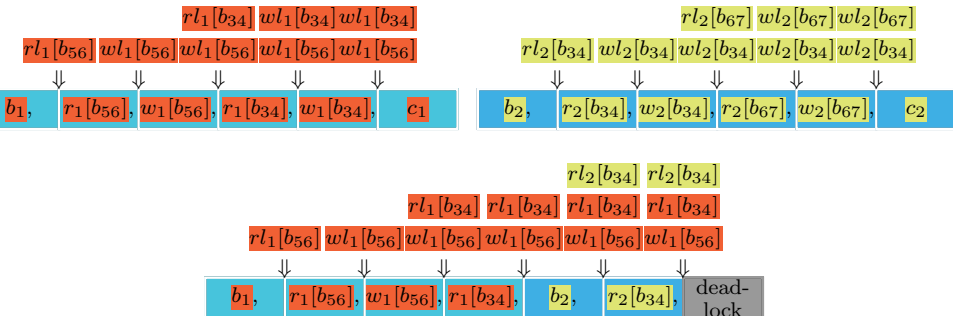 rl₁[b₃₄] wl₁[b₃₄] wl₁[b₃₄]
rl₁[b₅₆] wl₁[b₅₆] wl₁[b₅₆] wl₁[b₅₆] wl₁[b₅₆]
⇓ ⇓ ⇓ ⇓ ⇓
b₁, r₁[b₅₆], w₁[b₅₆], r₁[b₃₄], w₁[b₃₄], c₁
rl₂[b₆₇] wl₂[b₆₇] wl₂[b₆₇]
rl₂[b₃₄] wl₂[b₃₄] wl₂[b₃₄] wl₂[b₃₄] wl₂[b₃₄]
⇓ ⇓ ⇓ ⇓ ⇓
b₂, r₂[b₃₄], w₂[b₃₄], r₂[b₆₇], w₂[b₆₇], c₂
rl₂[b₃₄] rl₂[b₃₄]
rl₁[b₃₄] rl₁[b₃₄] rl₁[b₃₄] rl₁[b₃₄]
rl₁[b₅₆] wl₁[b₅₆] wl₁[b₅₆] wl₁[b₅₆] wl₁[b₅₆] wl₁[b₅₆]
⇓ ⇓ ⇓ ⇓ ⇓ ⇓
b₁, r₁[b₅₆], w₁[b₅₆], r₁[b₃₄], b₂, r₂[b₃₄], dead-
lock